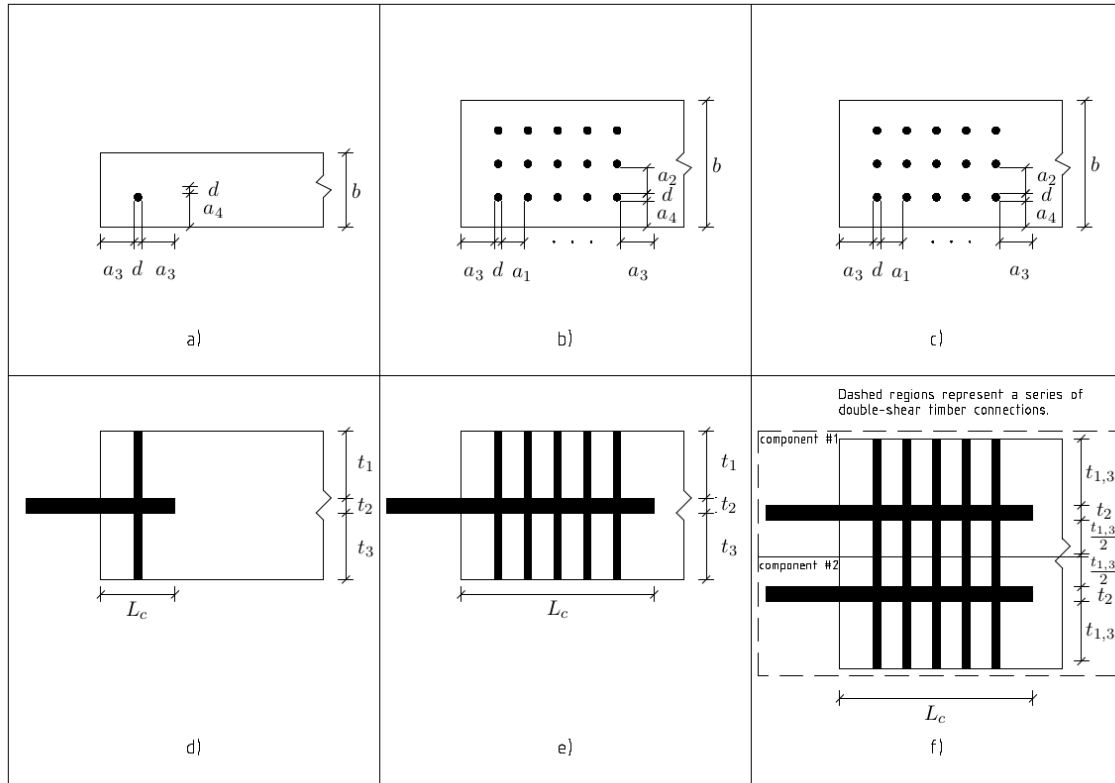 d
a4
b
a3 d a3
a)
b
a2
d
a4
. . .
a3 d a1 a3
b)
b
a2
d
a4
. . .
a3 d a1 a3
c)
t1
t2
t3
Lc
d)
t1
t2
t3
Lc
e)
Dashed regions represent a series of
double-shear timber connections.
component #1
t1,3
t2
t1,3/2
component #2
t1,3/2
t2
t1,3
Lc
f)